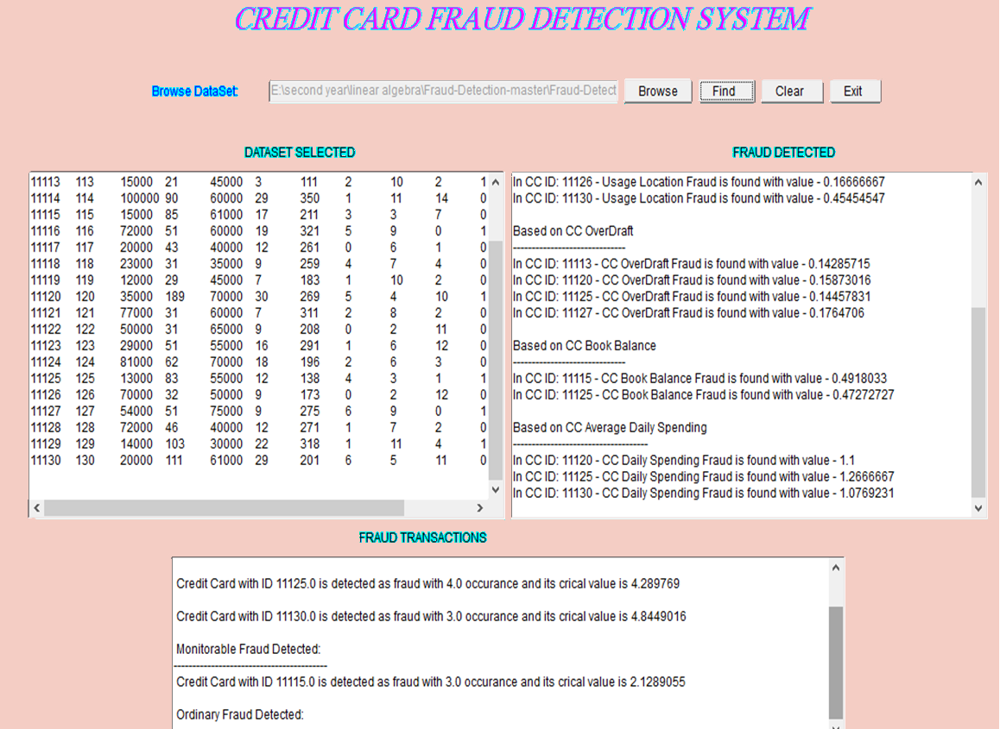 CREDIT CARD FRAUD DETECTION SYSTEM
Browse DataSet: E:\second year\linear algebra\Fraud-Detection-master\Fraud-Detect Browse Find Clear Exit
DATASET SELECTED
11113 113 15000 21 45000 3 111 2 10 2 1
11114 114 100000 90 60000 29 350 1 11 14 0
11115 115 15000 85 61000 17 211 3 3 7 0
11116 116 72000 51 60000 19 321 5 9 0 1
11117 117 20000 43 40000 12 261 0 6 1 0
11118 118 23000 31 35000 9 259 4 7 4 0
11119 119 12000 29 45000 7 183 1 10 2 0
11120 120 35000 189 70000 30 269 5 4 10 1
11121 121 77000 31 60000 7 311 2 8 2 0
11122 122 50000 31 65000 9 208 0 2 11 0
11123 123 29000 51 55000 16 291 1 6 12 0
11124 124 81000 62 70000 18 196 2 6 3 0
11125 125 13000 83 55000 12 138 4 3 1 1
11126 126 70000 32 50000 9 173 0 2 12 0
11127 127 54000 51 75000 9 275 6 9 0 1
11128 128 72000 46 40000 12 271 1 7 2 0
11129 129 14000 103 30000 22 318 1 11 4 1
11130 130 20000 111 61000 29 201 6 5 11 0
FRAUD DETECTED
In CC ID: 11126 - Usage Location Fraud is found with value - 0.16666667
In CC ID: 11130 - Usage Location Fraud is found with value - 0.45454547
Based on CC OverDraft
------------------------------
In CC ID: 11113 - CC OverDraft Fraud is found with value - 0.14285715
In CC ID: 11120 - CC OverDraft Fraud is found with value - 0.15873016
In CC ID: 11125 - CC OverDraft Fraud is found with value - 0.14457831
In CC ID: 11127 - CC OverDraft Fraud is found with value - 0.1764706
Based on CC Book Balance
------------------------------
In CC ID: 11115 - CC Book Balance Fraud is found with value - 0.4918033
In CC ID: 11125 - CC Book Balance Fraud is found with value - 0.47272727
Based on CC Average Daily Spending
------------------------------------
In CC ID: 11120 - CC Daily Spending Fraud is found with value - 1.1
In CC ID: 11125 - CC Daily Spending Fraud is found with value - 1.2666667
In CC ID: 11130 - CC Daily Spending Fraud is found with value - 1.0769231
FRAUD TRANSACTIONS
Credit Card with ID 11125.0 is detected as fraud with 4.0 occurance and its crical value is 4.289769
Credit Card with ID 11130.0 is detected as fraud with 3.0 occurance and its crical value is 4.8449016
Monitorable Fraud Detected:
-----------------------------------------
Credit Card with ID 11115.0 is detected as fraud with 3.0 occurance and its crical value is 2.1289055
Ordinary Fraud Detected: